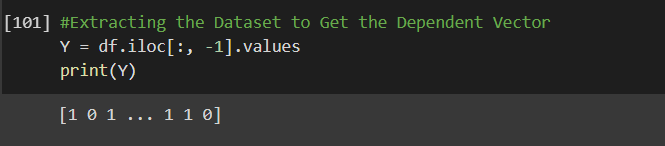 [101] #Extracting the Dataset to Get the Dependent Vector
Y = df.iloc[:, -1].values
print(Y)
[1 0 1 ... 1 1 0]